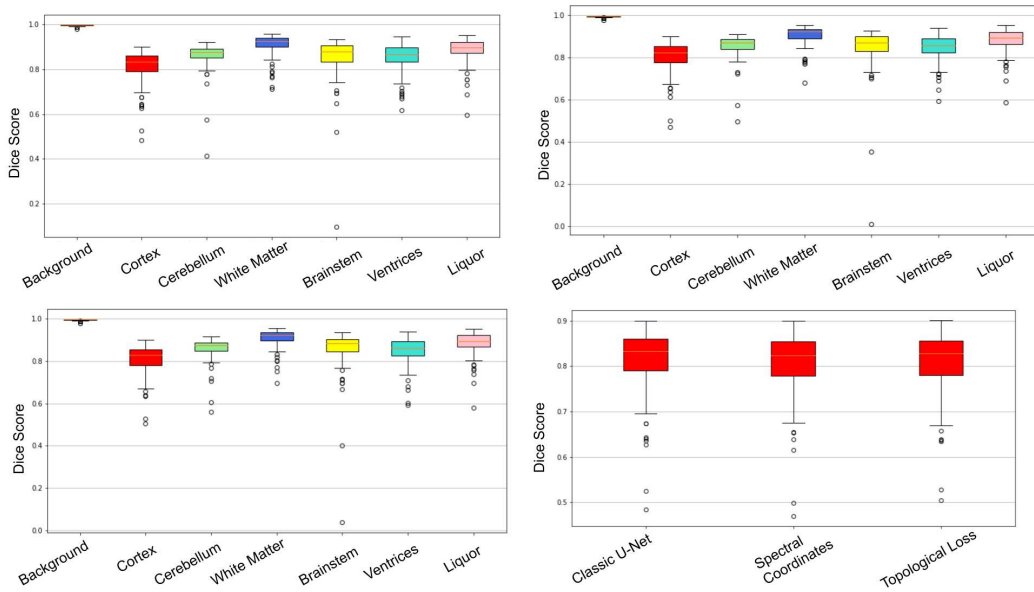 Dice Score
1.0
0.8
0.6
0.4
0.2
Background
Cortex
Cerebellum
White Matter
Brainstem
Ventrices
Liquor
Dice Score
1.0
0.8
0.6
0.4
0.2
0.0
Background
Cortex
Cerebellum
White Matter
Brainstem
Ventrices
Liquor
Dice Score
1.0
0.8
0.6
0.4
0.2
0.0
Background
Cortex
Cerebellum
White Matter
Brainstem
Ventrices
Liquor
Dice Score
0.9
0.8
0.7
0.6
0.5
Classic U-Net
Spectral
Coordinates
Topological Loss